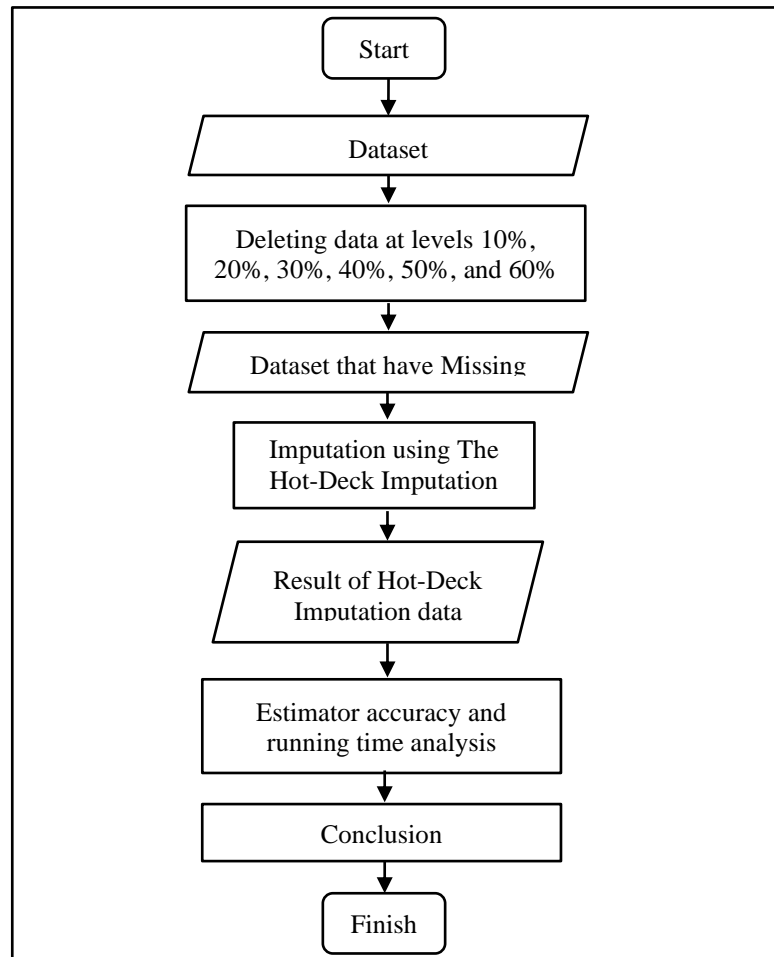 Start
Dataset
Deleting data at levels 10%,
20%, 30%, 40%, 50%, and 60%
Dataset that have Missing
Imputation using The
Hot-Deck Imputation
Result of Hot-Deck
Imputation data
Estimator accuracy and
running time analysis
Conclusion
Finish